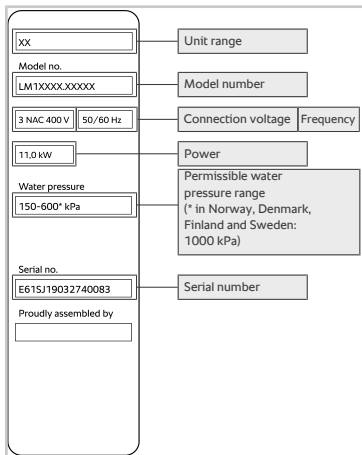 XX
Unit range
Model no.
LM1XXXX.XXXXX
Model number
3 NAC 400 V
50/60 Hz
Connection voltage
Frequency
11,0 kW
Power
Water pressure
150-600* kPa
Permissible water
pressure range
(* in Norway, Denmark,
Finland and Sweden:
1000 kPa)
Serial no.
E61SJ19032740083
Serial number
Proudly assembled by